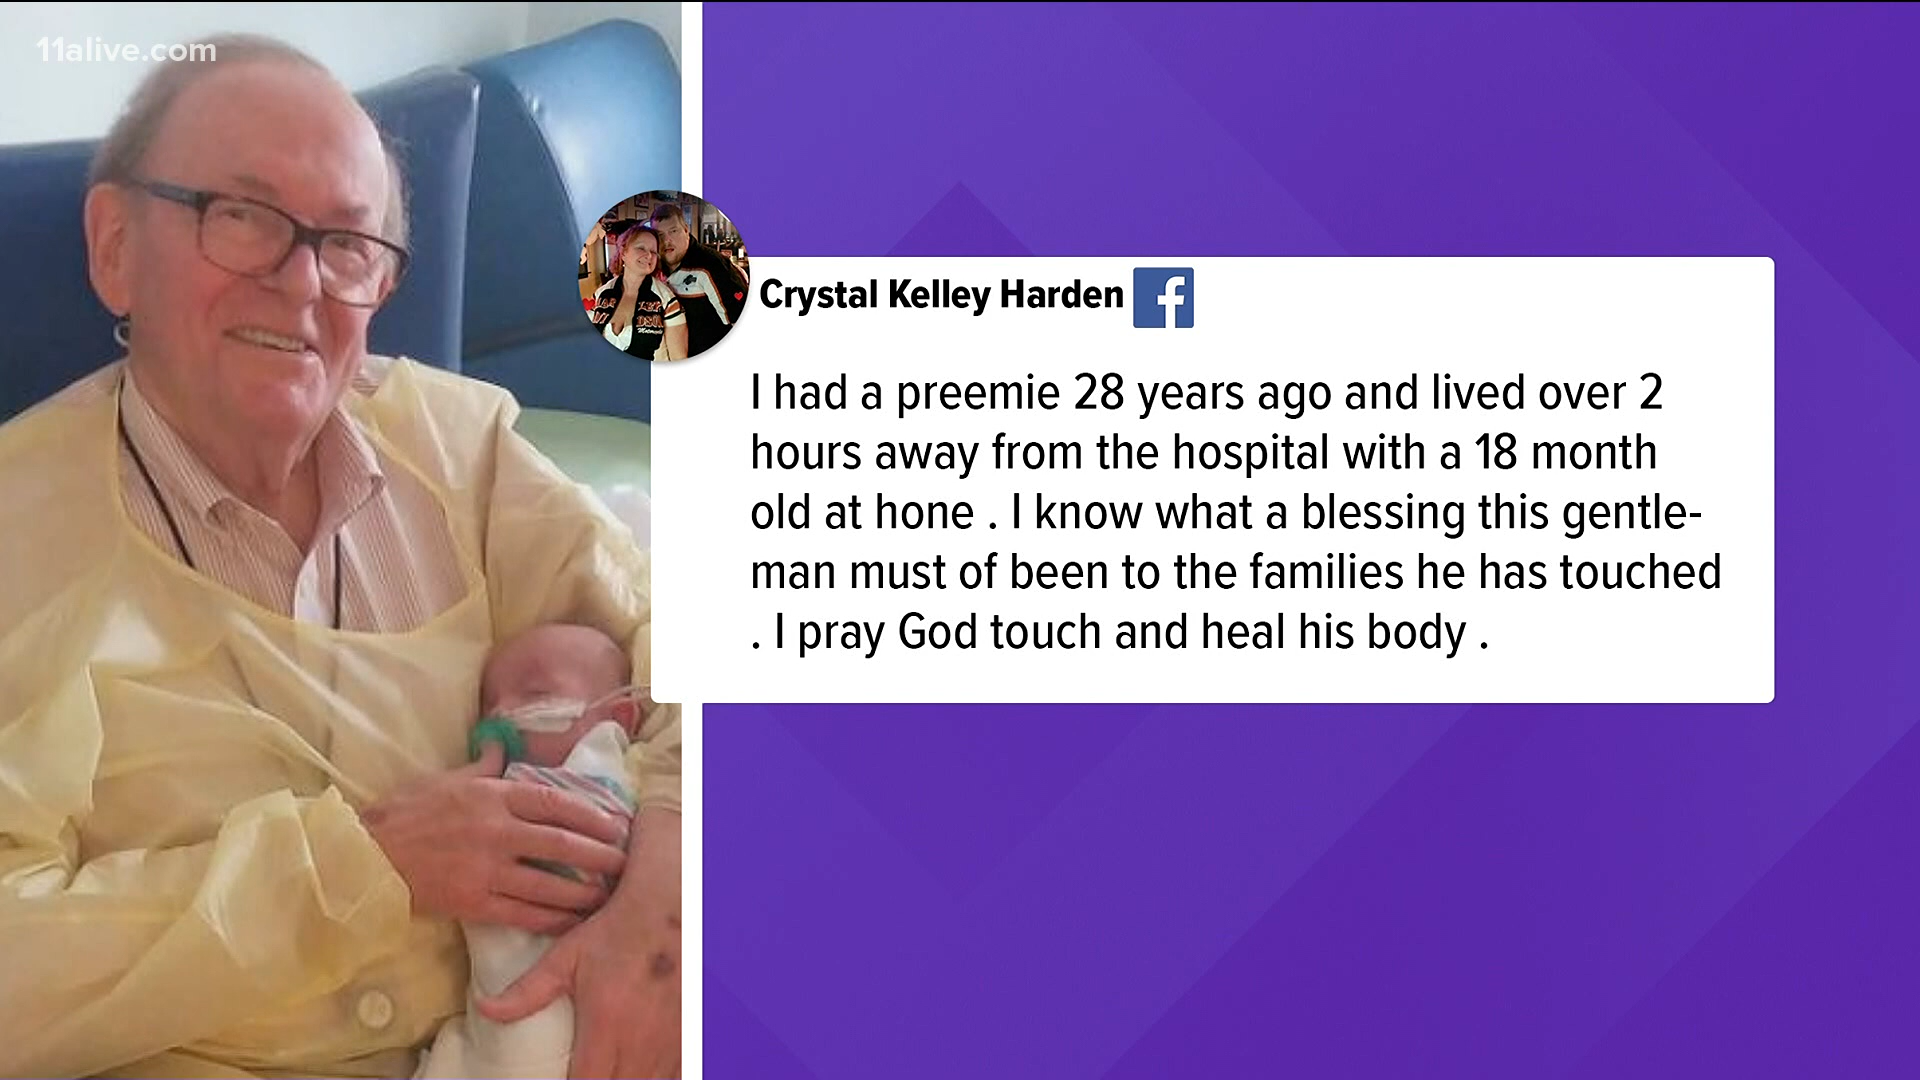 11alive.com
Crystal Kelley Harden
I had a preemie 28 years ago and lived over 2
hours away from the hospital with a 18 month
old at hone . I know what a blessing this gentle-
man must of been to the families he has touched
. I pray God touch and heal his body .